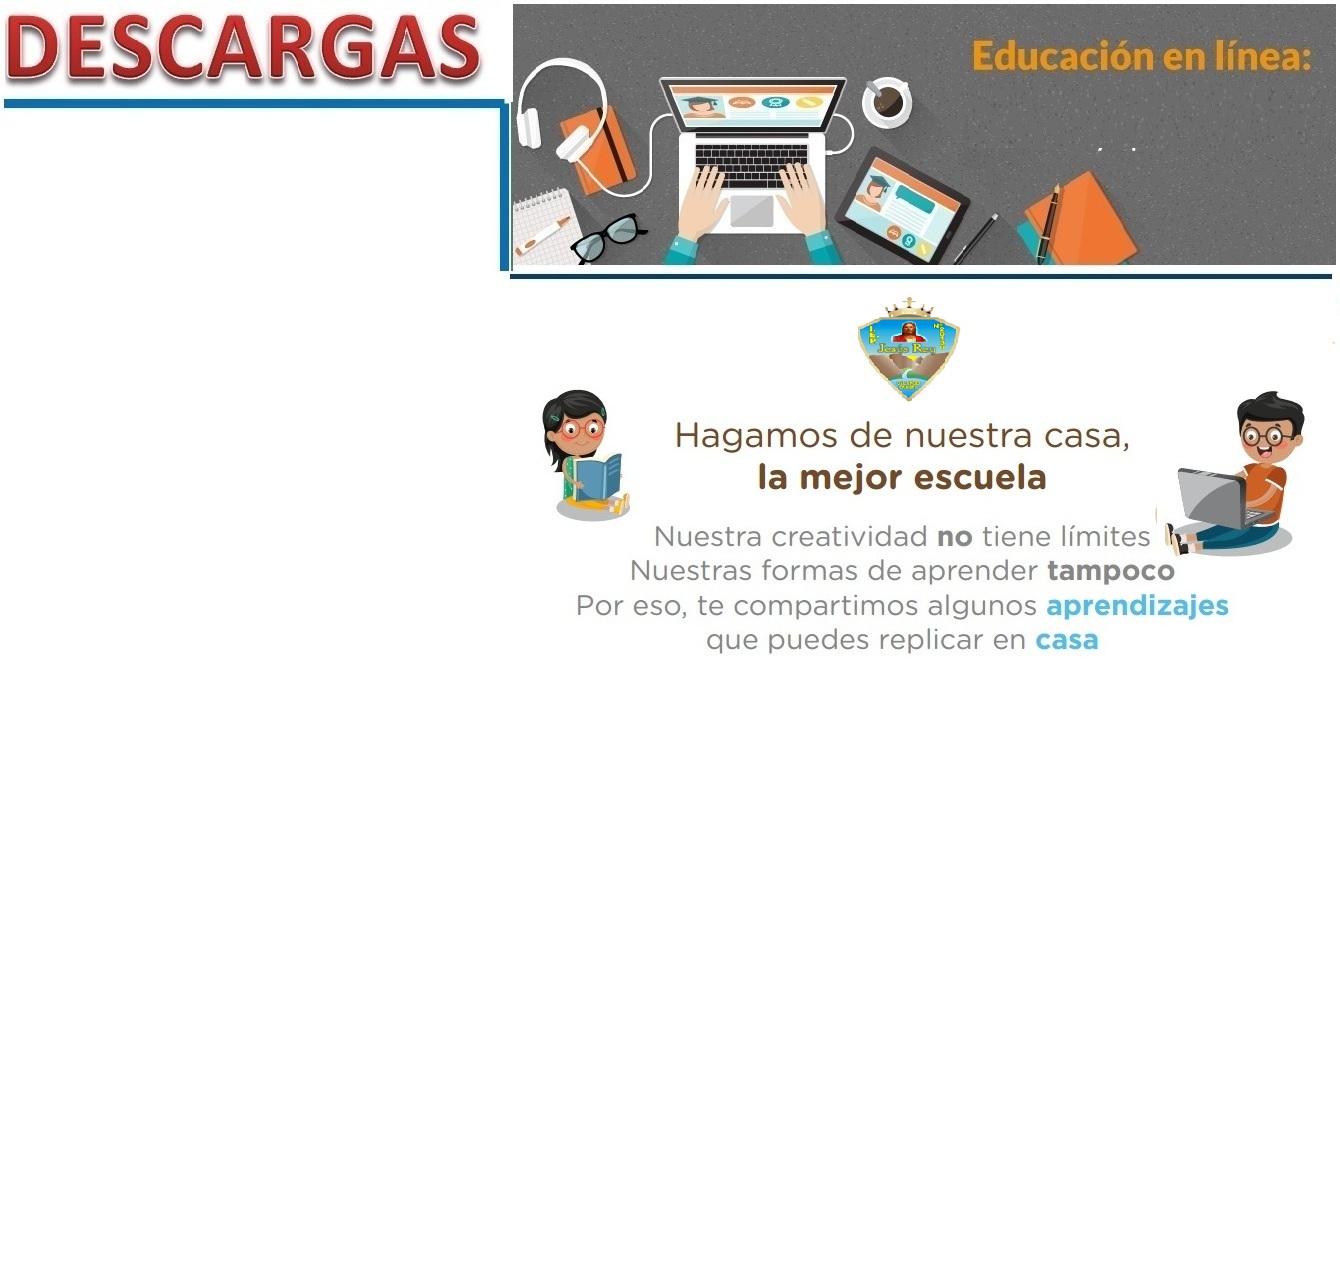 DESCARGAS
Educación en línea:
Jesús Rey
Hagamos de nuestra casa,
la mejor escuela
Nuestra creatividad no tiene límites
Nuestras formas de aprender tampoco
Por eso, te compartimos algunos aprendizajes
que puedes replicar en casa